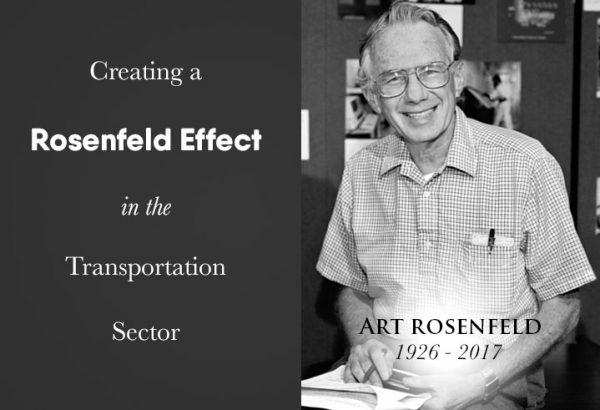 Creating a
Rosenfeld Effect
in the
Transportation
Sector
ART ROSENFELD
1926 - 2017